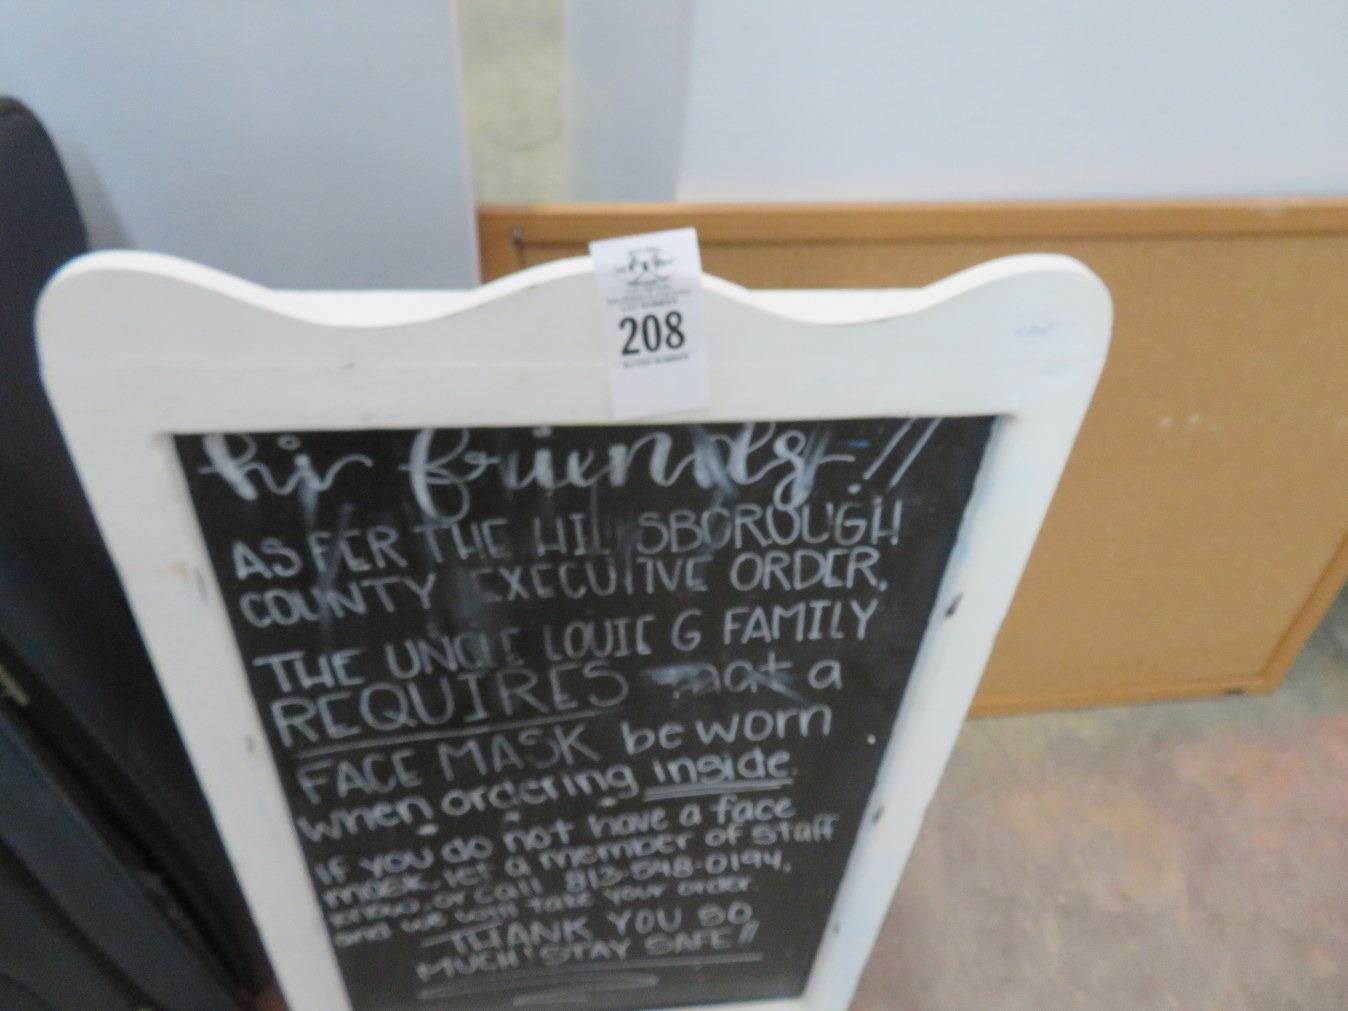 208
hi friends!!
AS PER THE HILLSBOROUGH
COUNTY EXECUTIVE ORDER,
THE UNCLE LOUIE G FAMILY
REQUIRES that a
FACE MASK be worn
when ordering inside.
If you do not have a face
mask, let a member of staff
know, or call 813-548-0194,
and we will take your order.
THANK YOU SO
MUCH! STAY SAFE!!